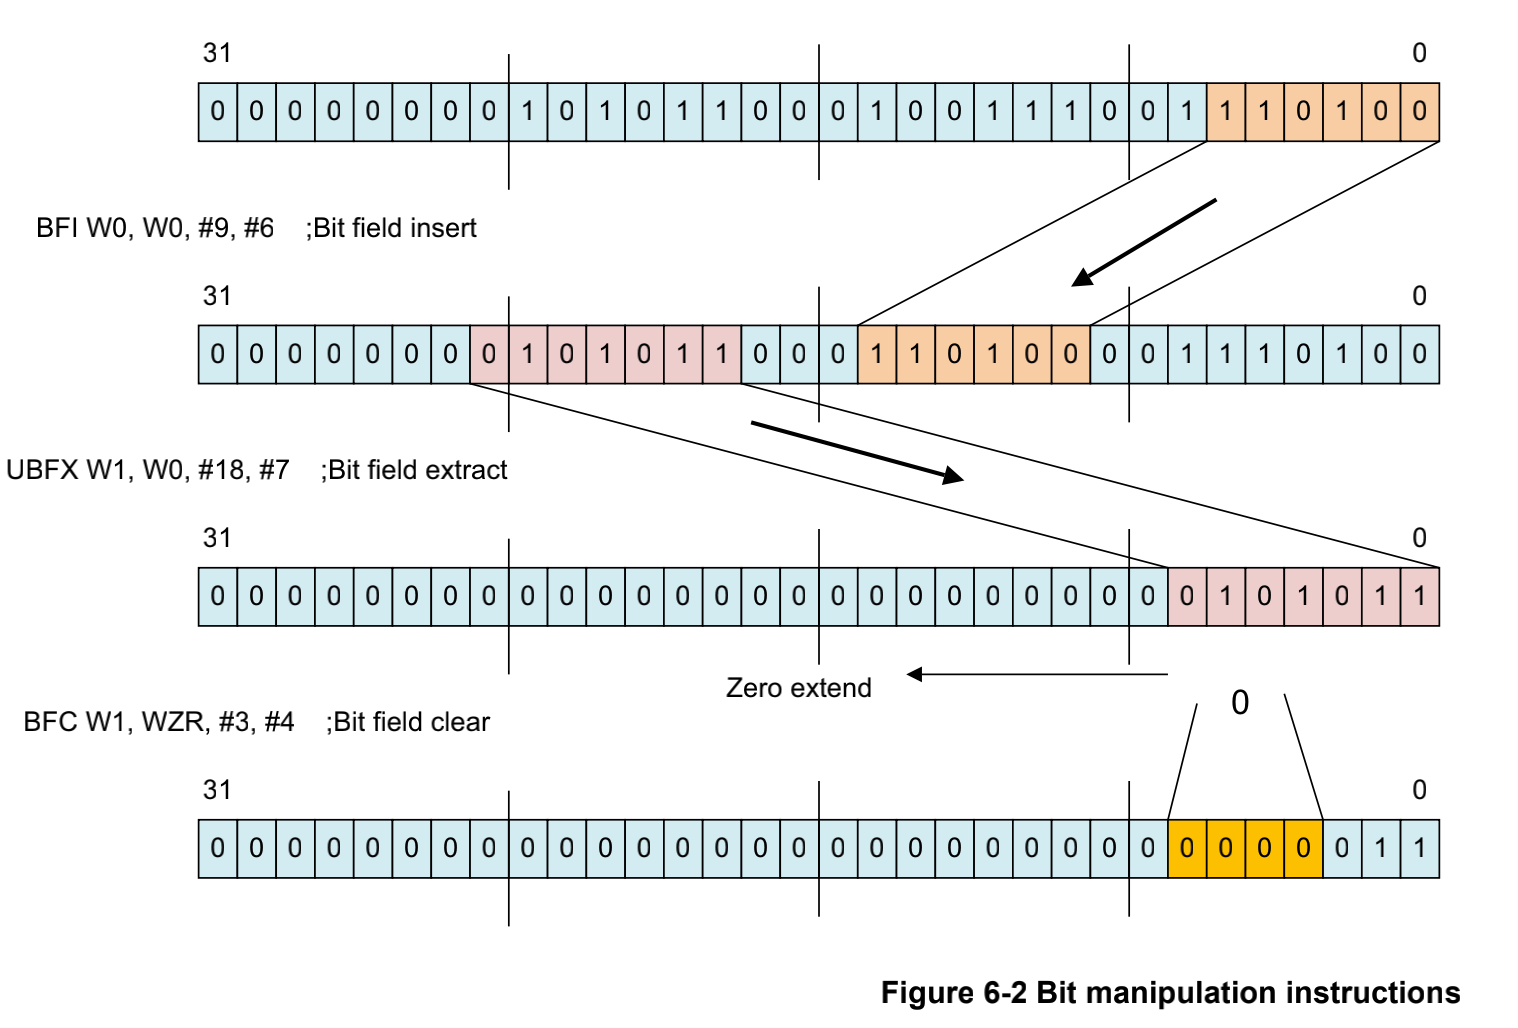 31 0
0 0 0 0 0 0 0 0 1 0 1 0 1 1 0 0 0 1 0 0 1 1 1 0 0 1 1 1 0 1 0 0
BFI W0, W0, #9, #6 ;Bit field insert
31 0
0 0 0 0 0 0 0 0 1 0 1 0 1 1 0 0 0 1 1 0 1 0 0 0 0 1 1 1 0 1 0 0
UBFX W1, W0, #18, #7 ;Bit field extract
31 0
0 0 0 0 0 0 0 0 0 0 0 0 0 0 0 0 0 0 0 0 0 0 0 0 0 0 1 0 1 0 1 1
Zero extend
0
BFC W1, WZR, #3, #4 ;Bit field clear
31 0
0 0 0 0 0 0 0 0 0 0 0 0 0 0 0 0 0 0 0 0 0 0 0 0 0 0 0 0 0 0 1 1
Figure 6-2 Bit manipulation instructions